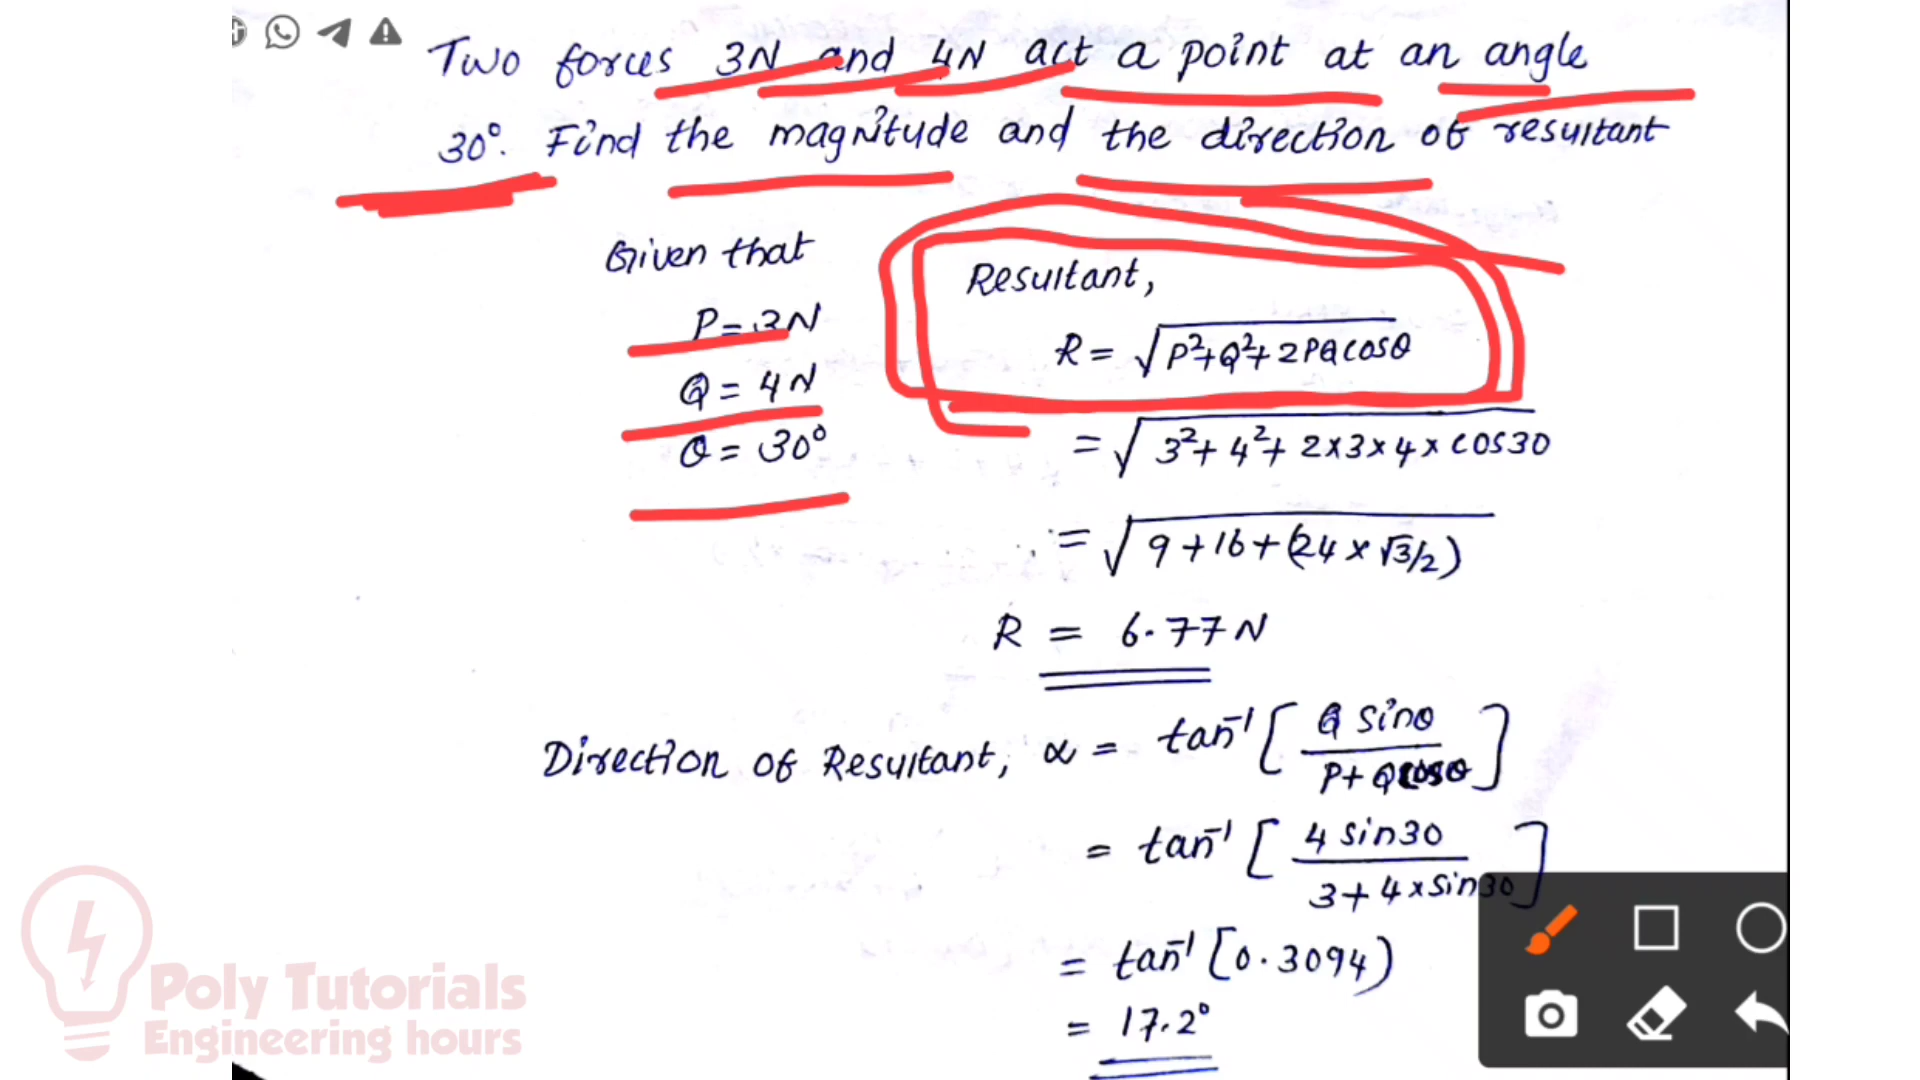 Two forces 3N and 4N act a point at an angle
30°. Find the magnitude and the direction of resultant
Given that
P = 3N
Q = 4N
θ = 30°
Resultant,
R = √P²+Q²+2PQcosθ
= √3²+4²+2×3×4×cos30
= √9+16+(24×√3/2)
R = 6.77N
Direction of Resultant, α = tan⁻¹[Q sinθ / P+Qcosθ]
= tan⁻¹[4 sin30 / 3+4×sin30]
= tan⁻¹[0.3094)
= 17.2°
Poly Tutorials
Engineering hours